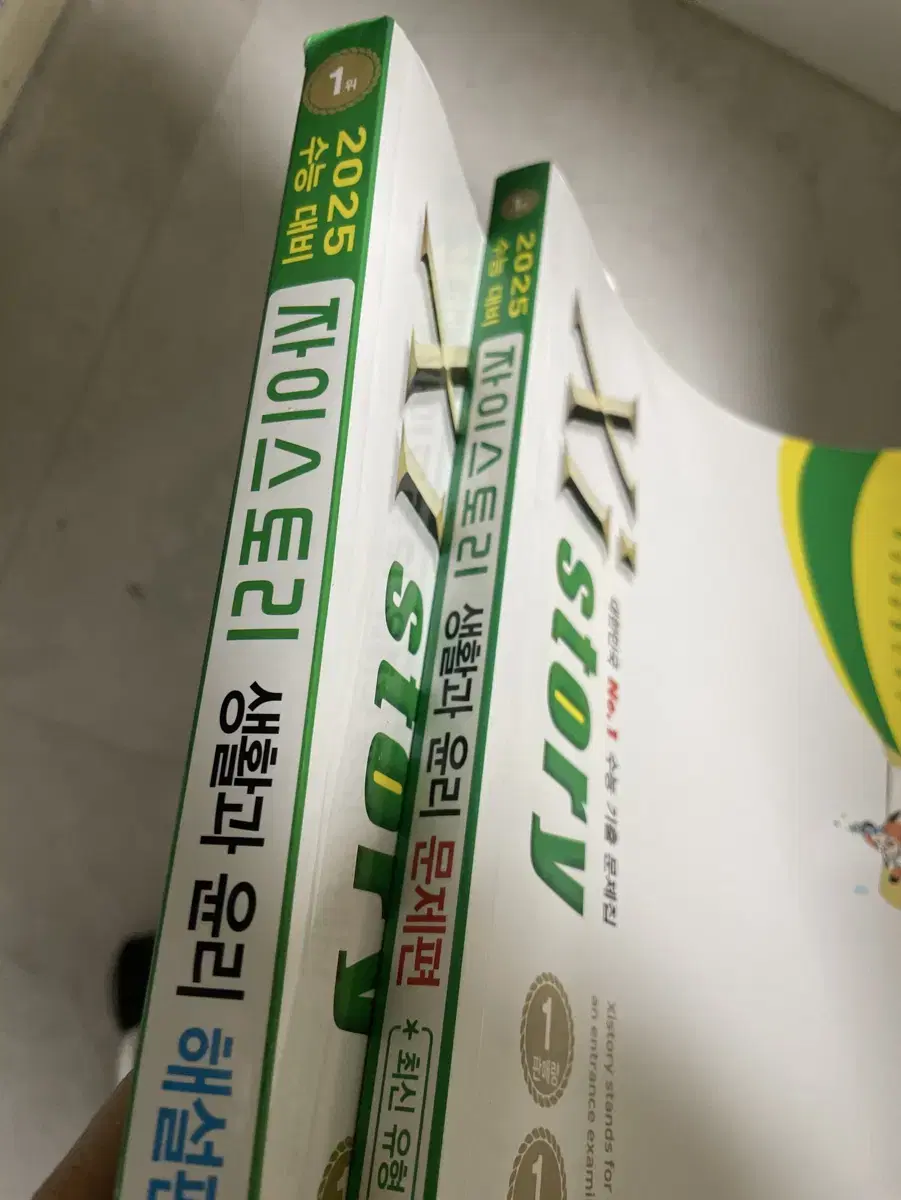 1위
2025
수능 대비
자이스토리
생활과 윤리
해설편
Xi
story
2025
수능 대비
자이스토리
생활과 윤리
문제편
* 최신 유형
Xi
story
대한민국 No.1 수능 기출 문제집
1
판매량
1
Xistory stands for
an entrance exami